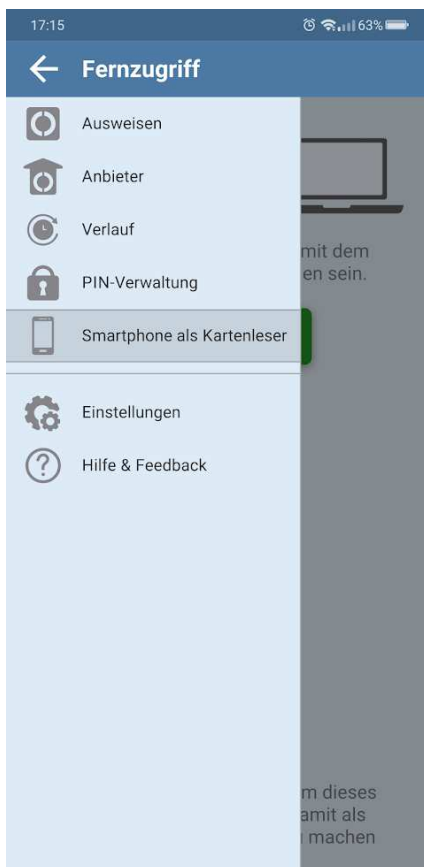 17:15
63%
Fernzugriff
Ausweisen
Anbieter
Verlauf
mit dem
en sein.
PIN-Verwaltung
Smartphone als Kartenleser
Einstellungen
Hilfe & Feedback
m dieses
amit als
machen